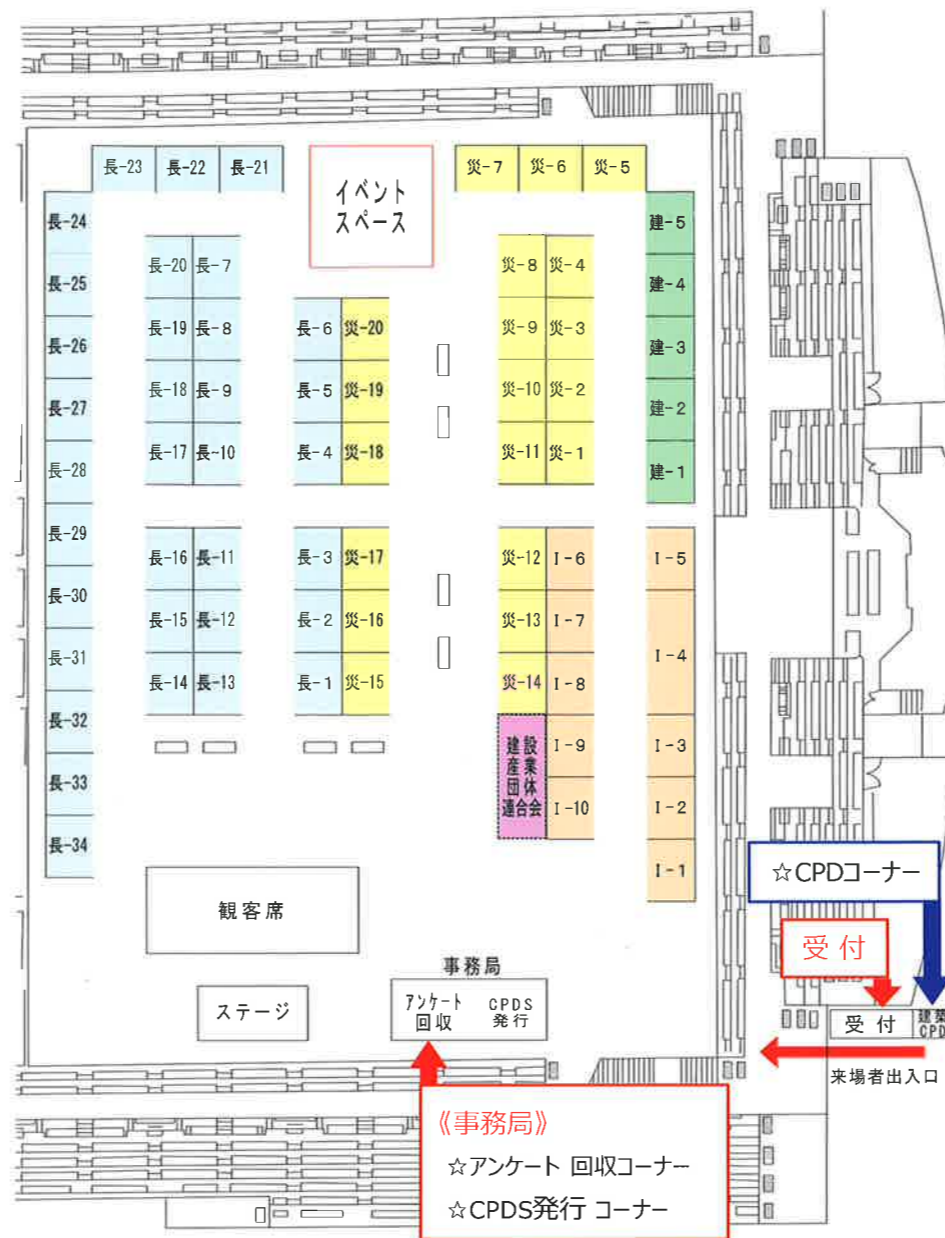 長-23 長-22 長-21
イベント
スペース
災-7 災-6 災-5
長-24
建-5
長-20 長-7
災-8 災-4
長-25
建-4
長-19 長-8
長-6 災-20
災-9 災-3
長-26
建-3
長-18 長-9
長-5 災-19
災-10 災-2
長-27
建-2
長-17 長-10
長-4 災-18
災-11 災-1
長-28
建-1
長-29
長-16 長-11
長-3 災-17
災-12 I-6
I-5
長-30
長-15 長-12
長-2 災-16
災-13 I-7
長-31
I-4
長-14 長-13
長-1 災-15
災-14 I-8
長-32
建設
産業
団体
連合会
I-9
I-3
長-33
I-10
I-2
長-34
I-1
☆CPDコーナー
観客席
受付
事務局
ステージ
アンケート
回収
CPDS
発行
受付
建築
CPD
来場者出入口
《事務局》
☆アンケート 回収コーナー
☆CPDS発行 コーナー